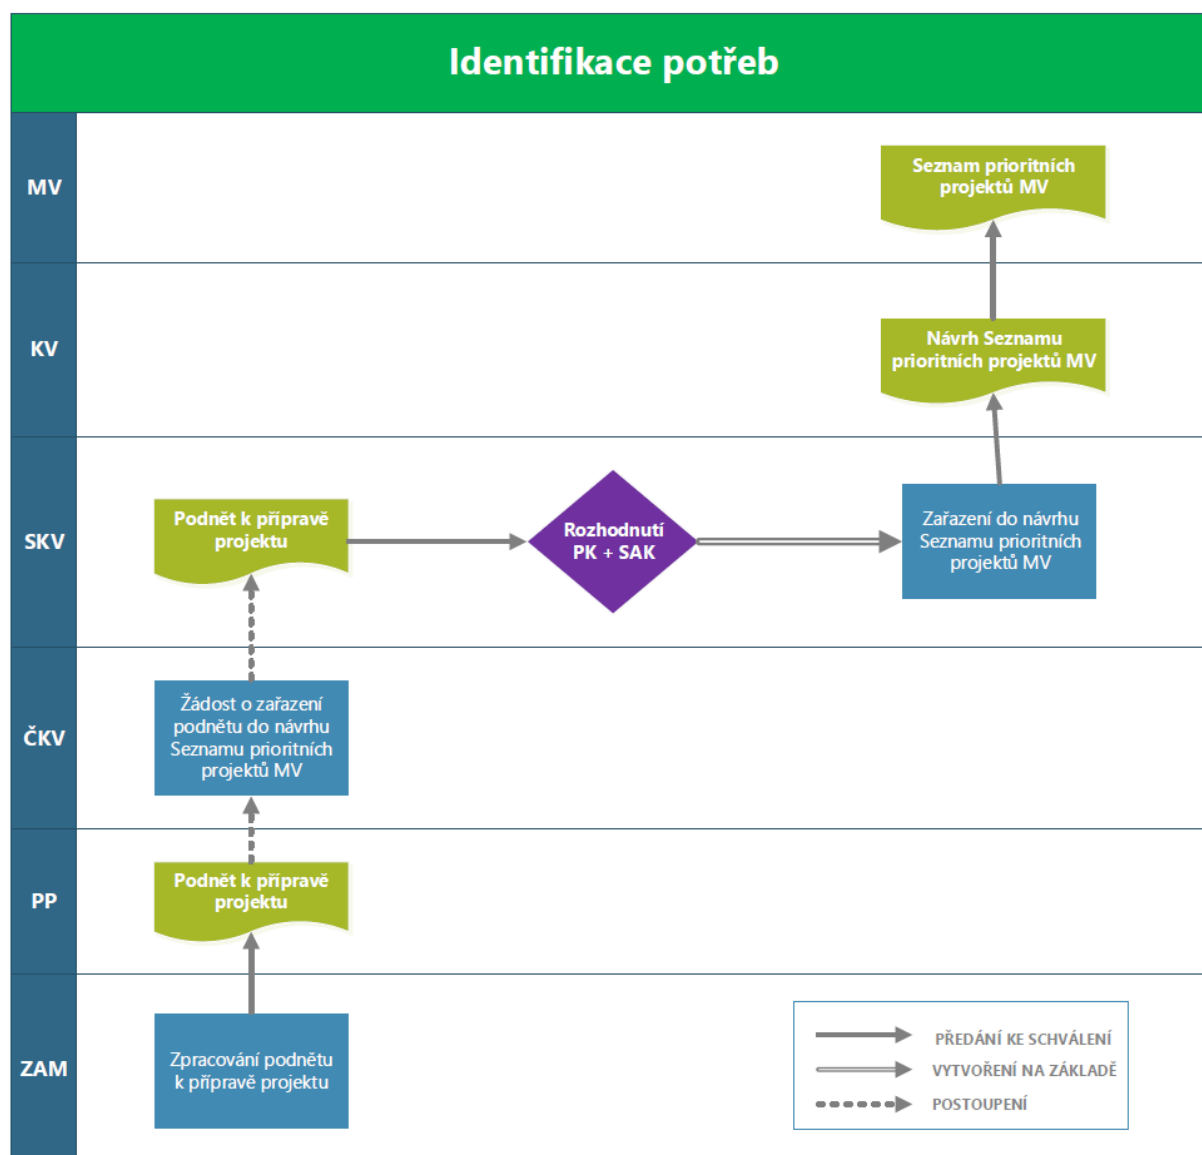 Identifikace potřeb
MV
Seznam prioritních
projektů MV
KV
Návrh Seznamu
prioritních projektů MV
SKV
Podnět k přípravě
projektu
Rozhodnutí
PK + SAK
Zařazení do návrhu
Seznamu prioritních
projektů MV
ČKV
Žádost o zařazení
podnětu do návrhu
Seznamu prioritních
projektů MV
PP
Podnět k přípravě
projektu
ZAM
Zpracování podnětu
k přípravě projektu
PŘEDÁNÍ KE SCHVÁLENÍ
VYTVOŘENÍ NA ZÁKLADĚ
POSTOUPENÍ